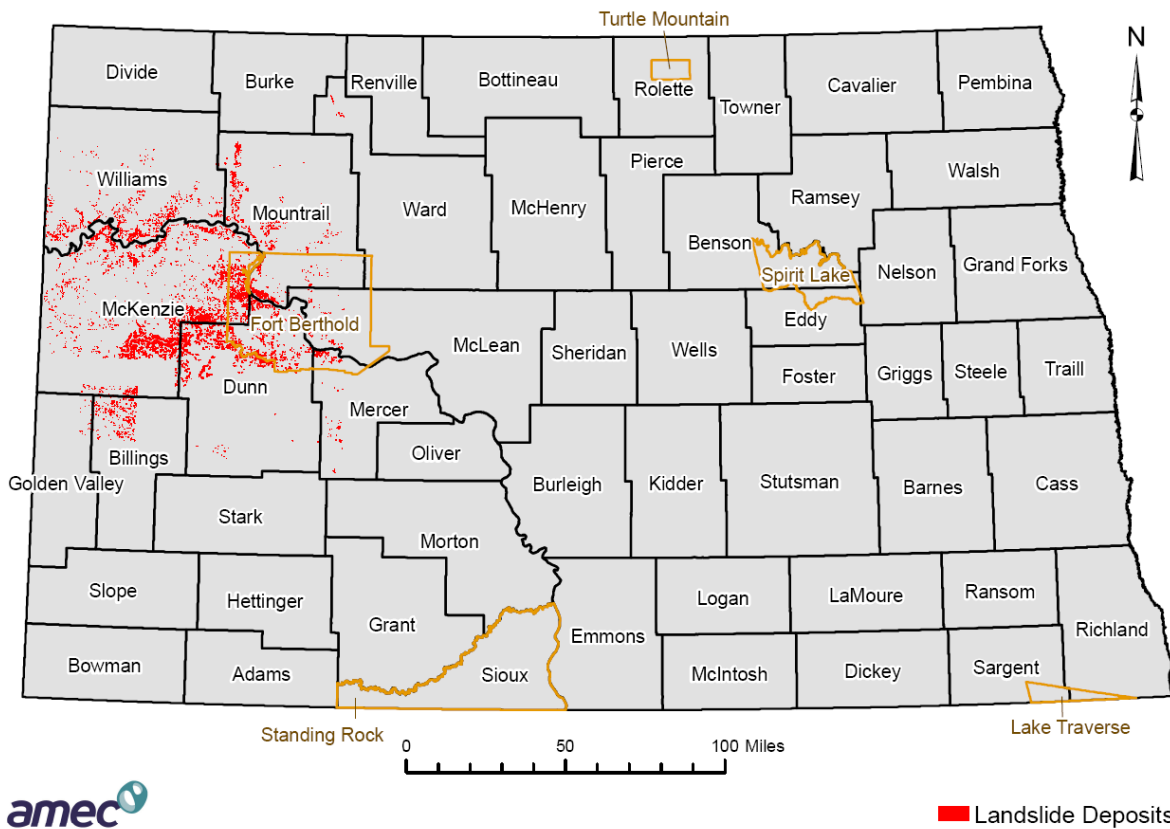 Turtle Mountain
N
Divide
Burke
Renville
Bottineau
Rolette
Towner
Cavalier
Pembina
Williams
Mountrail
Ward
McHenry
Pierce
Ramsey
Walsh
Benson
Spirit Lake
Nelson
Grand Forks
McKenzie
Fort Berthold
McLean
Sheridan
Wells
Eddy
Foster
Griggs
Steele
Traill
Dunn
Mercer
Oliver
Golden Valley
Billings
Burleigh
Kidder
Stutsman
Barnes
Cass
Stark
Morton
Slope
Hettinger
Grant
Emmons
Logan
LaMoure
Ransom
Richland
Bowman
Adams
Sioux
McIntosh
Dickey
Sargent
Standing Rock
Lake Traverse
0 50 100 Miles
amec
Landslide Deposits